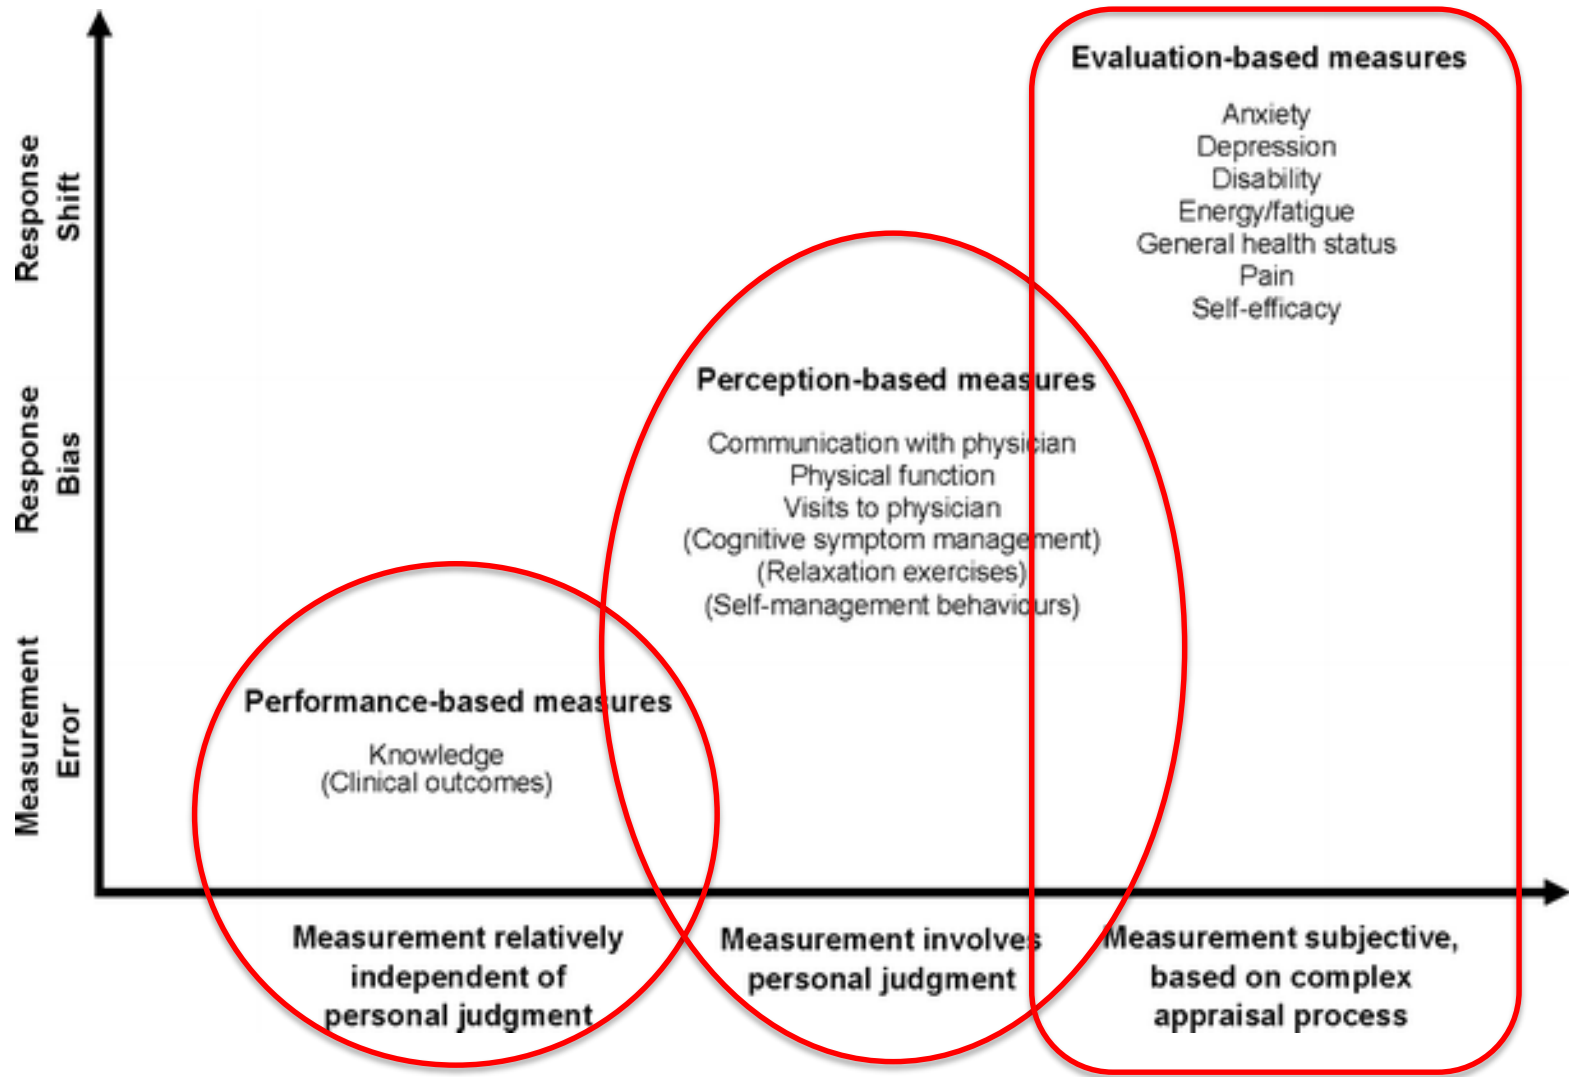 Evaluation-based measures
Anxiety
Depression
Disability
Energy/fatigue
General health status
Pain
Self-efficacy
Perception-based measures
Communication with physician
Physical function
Visits to physician
(Cognitive symptom management)
(Relaxation exercises)
(Self-management behaviours)
Performance-based measures
Knowledge
(Clinical outcomes)
Response
Shift
Response
Bias
Measurement
Error
Measurement relatively
independent of
personal judgment
Measurement involves
personal judgment
Measurement subjective,
based on complex
appraisal process